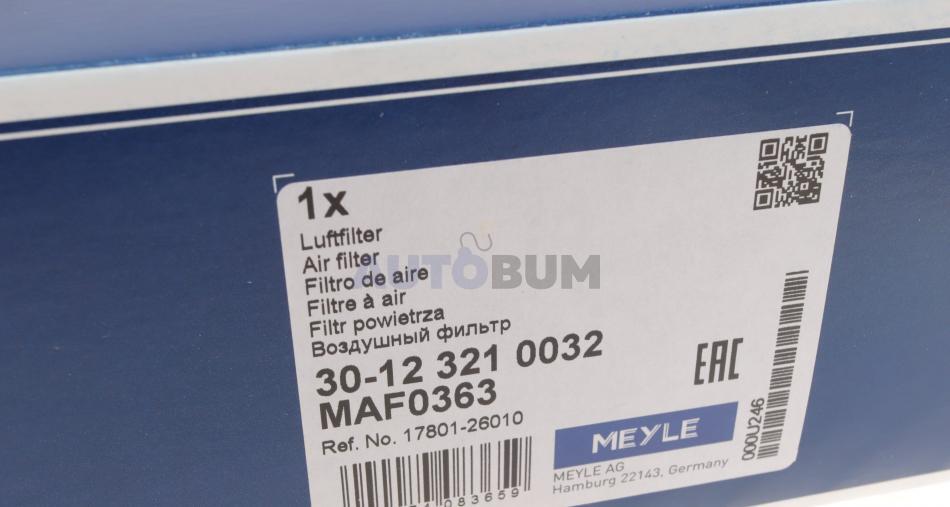 1x
Luftfilter
Air filter
Filtro de aire
Filtre à air
Filtr powietrza
Воздушный фильтр
30-12 321 0032
MAF0363
Ref. No. 17801-26010
EAC
MEYLE
MEYLE AG
Hamburg 22143, Germany
000U246
083659
AUTOBUM